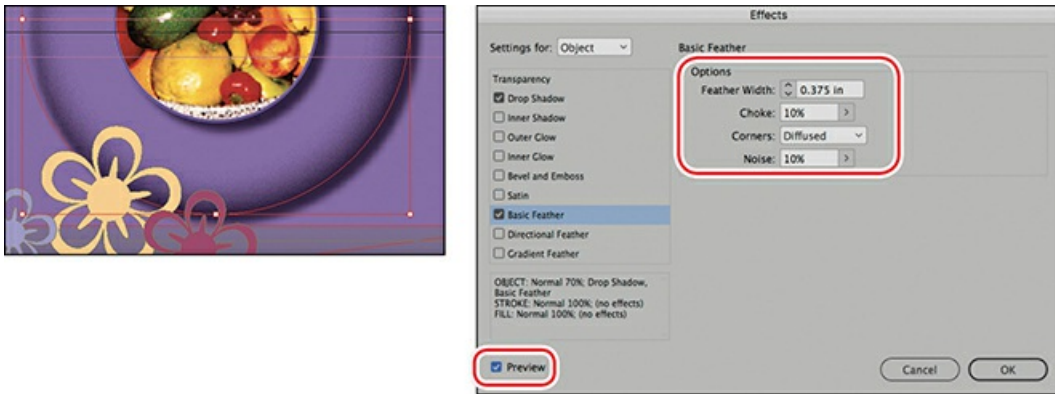 Effects
Settings for: Object
Basic Feather
Transparency
Drop Shadow
Inner Shadow
Outer Glow
Inner Glow
Bevel and Emboss
Satin
Basic Feather
Directional Feather
Gradient Feather
Options
Feather Width: 0.375 in
Choke: 10%
Corners: Diffused
Noise: 10%
OBJECT: Normal 70%; Drop Shadow,
Basic Feather
STROKE: Normal 100%; (no effects)
FILL: Normal 100%; (no effects)
Preview
Cancel
OK